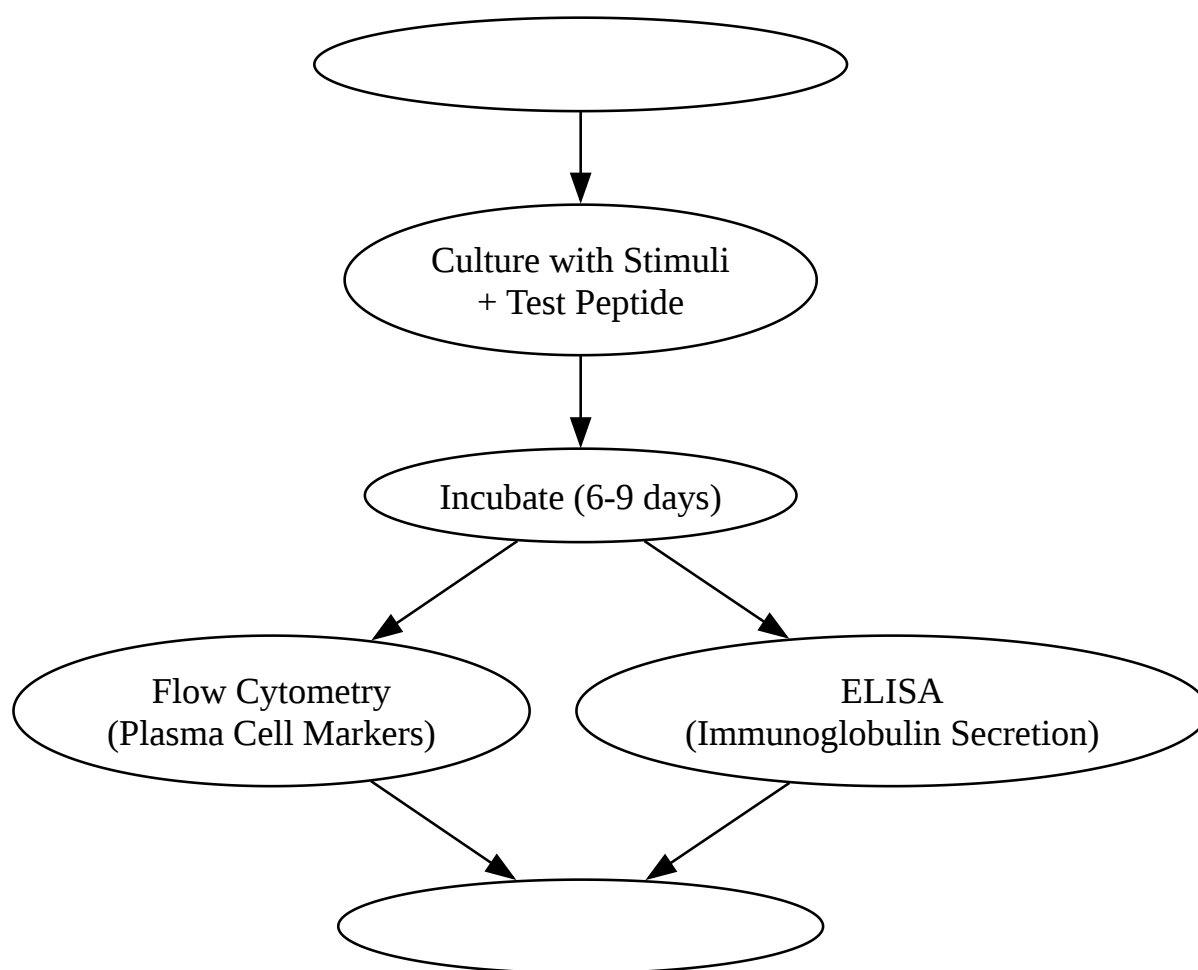 Culture with Stimuli
+ Test Peptide
Incubate (6-9 days)
Flow Cytometry
(Plasma Cell Markers)
ELISA
(Immunoglobulin Secretion)